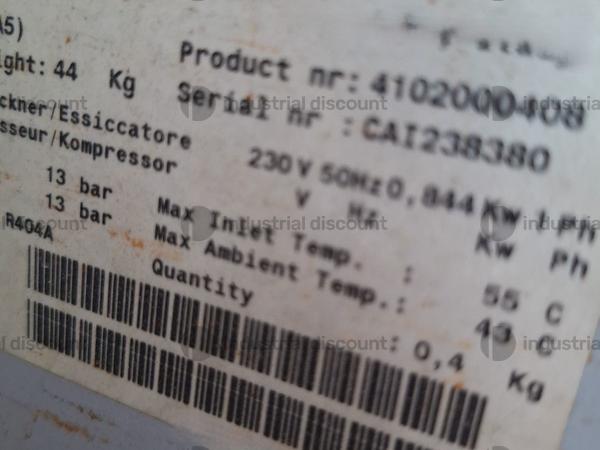 A5)
ight: 44 Kg
Product nr: 4102000408
Serial nr : CAI238380
ckner/Essiccatore
sseur/Kompressor
230 V 50Hz 0,844 Kw 1 Ph
V Hz Kw Ph
13 bar
13 bar
Max Inlet Temp. : 55 C
Max Ambient Temp.: 43 C
R404A
Quantity : 0,4 Kg
industrial discount